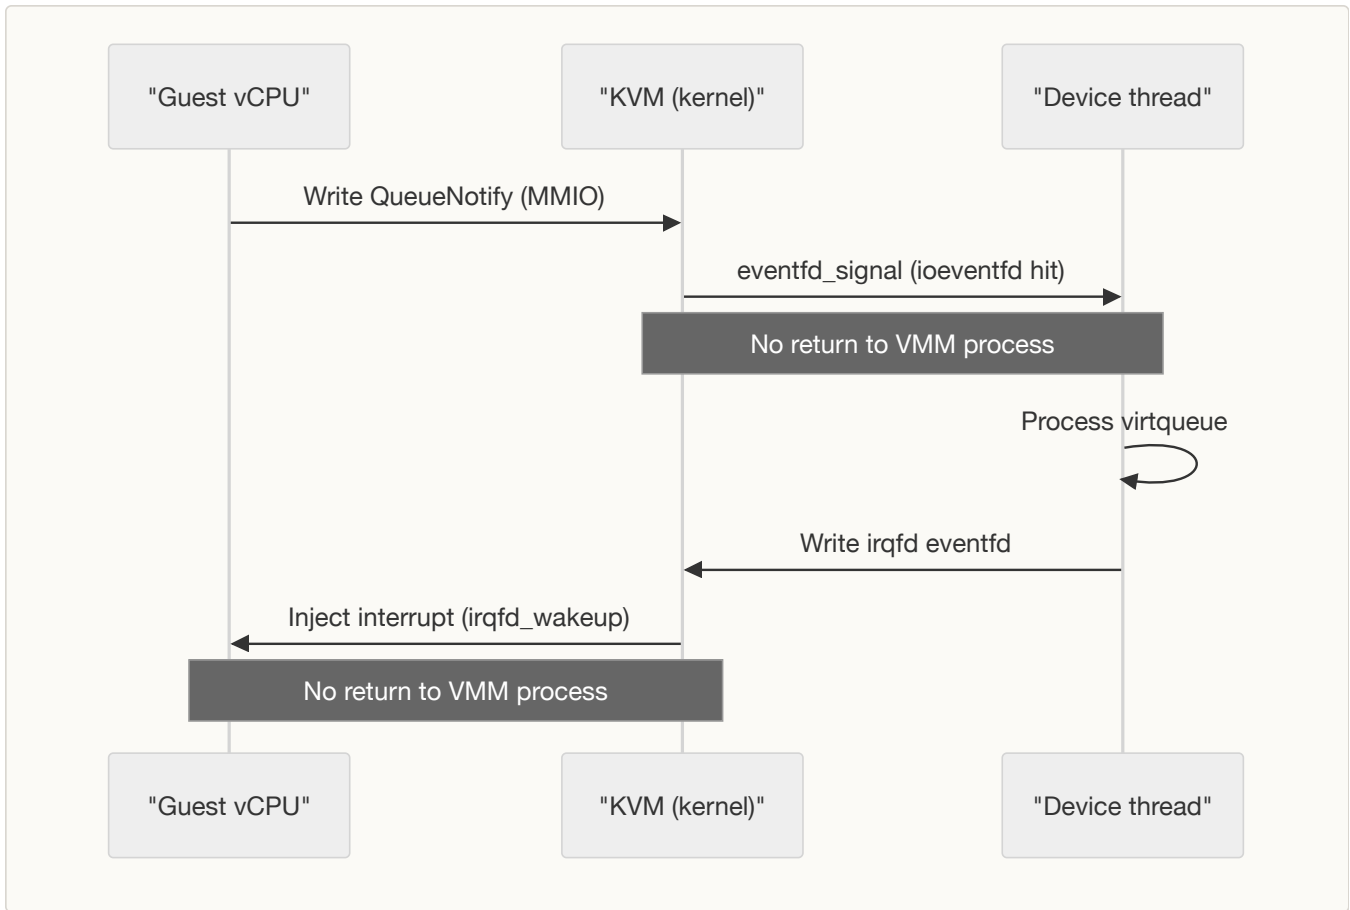 "Guest vCPU"
"KVM (kernel)"
"Device thread"
Write QueueNotify (MMIO)
eventfd_signal (ioeventfd hit)
No return to VMM process
Process virtqueue
Write irqfd eventfd
Inject interrupt (irqfd_wakeup)
No return to VMM process
"Guest vCPU"
"KVM (kernel)"
"Device thread"